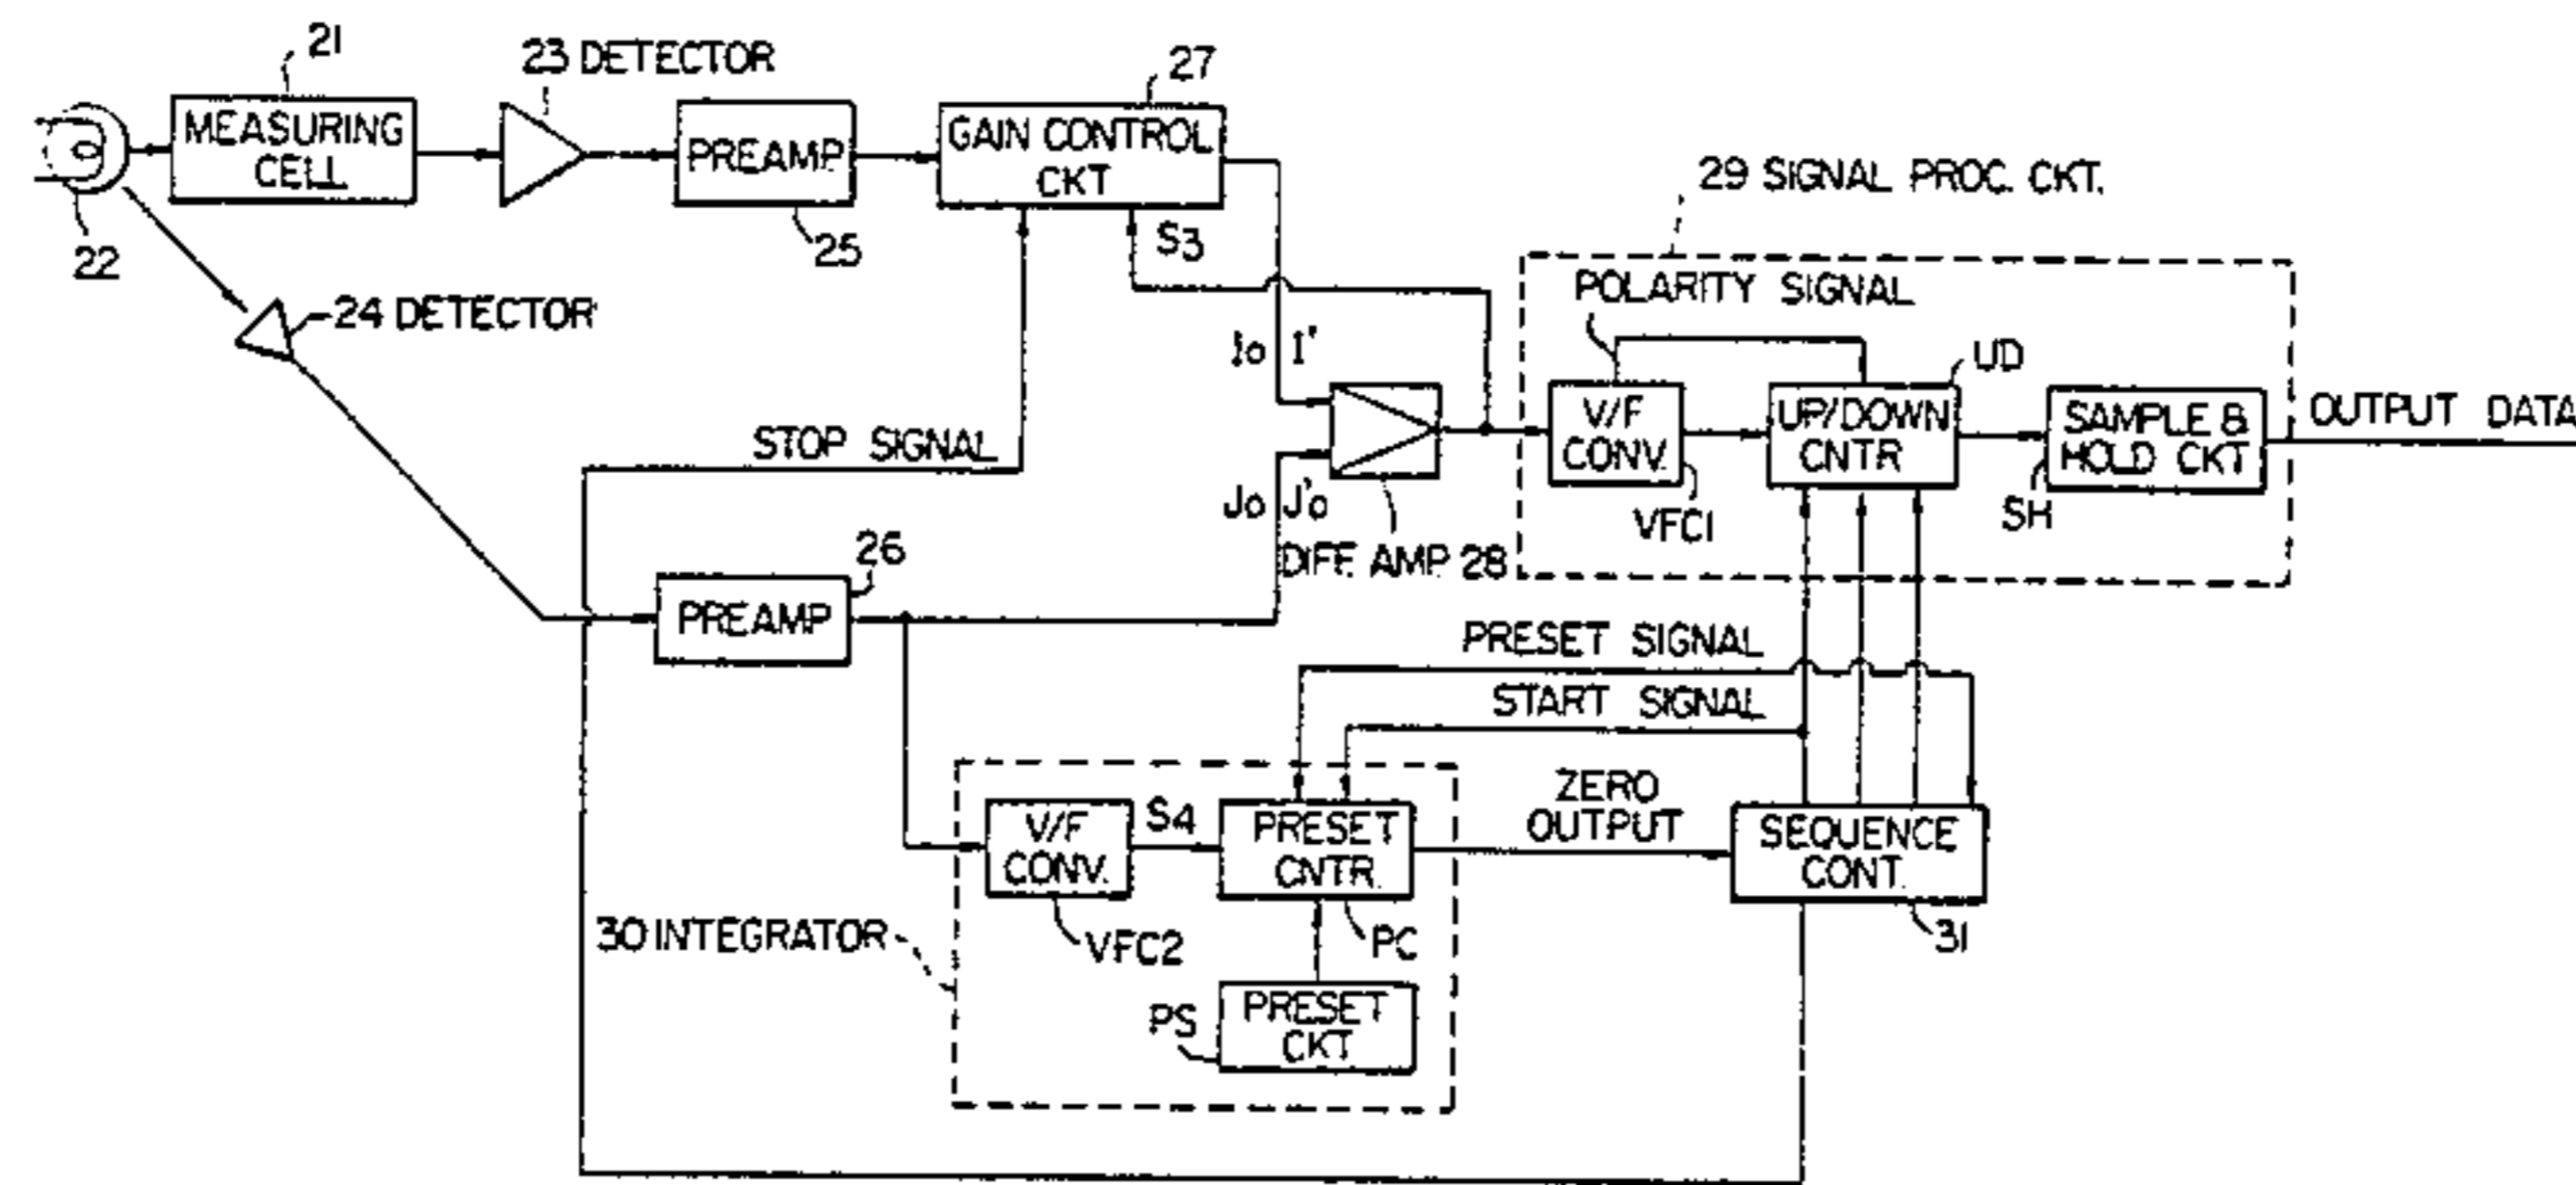 21
23 DETECTOR
27
MEASURING
CELL
PREAMP
GAIN CONTROL
CKT
29 SIGNAL PROC. CKT.
22
25
S3
24 DETECTOR
POLARITY SIGNAL
Io I'
UD
V/F
CONV.
UP/DOWN
CNTR
SAMPLE &
HOLD CKT
OUTPUT DATA
STOP SIGNAL
Jo J'o
VFC1
SH
26
DIFF. AMP 28
PREAMP
PRESET SIGNAL
START SIGNAL
ZERO
OUTPUT
V/F
CONV.
S4
PRESET
CNTR.
SEQUENCE
CONT.
30 INTEGRATOR
VFC2
PC
31
PS
PRESET
CKT